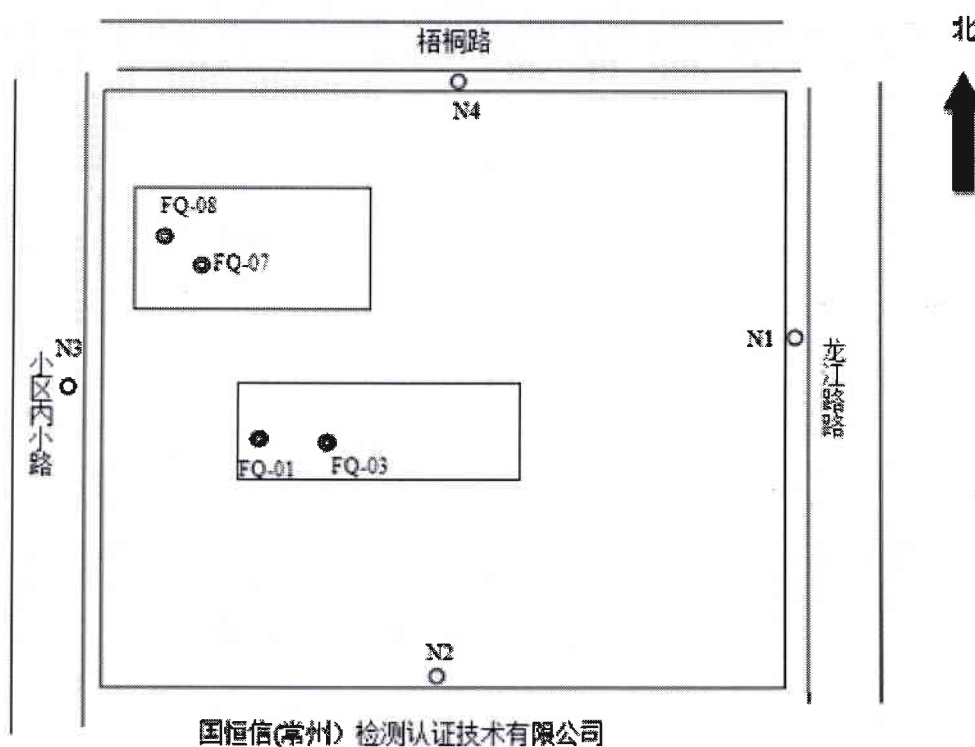 梧桐路
北
N4
FQ-08
FQ-07
N3
N1
小区内小路
龙江路路
FQ-01
FQ-03
N2
国恒信(常州）检测认证技术有限公司